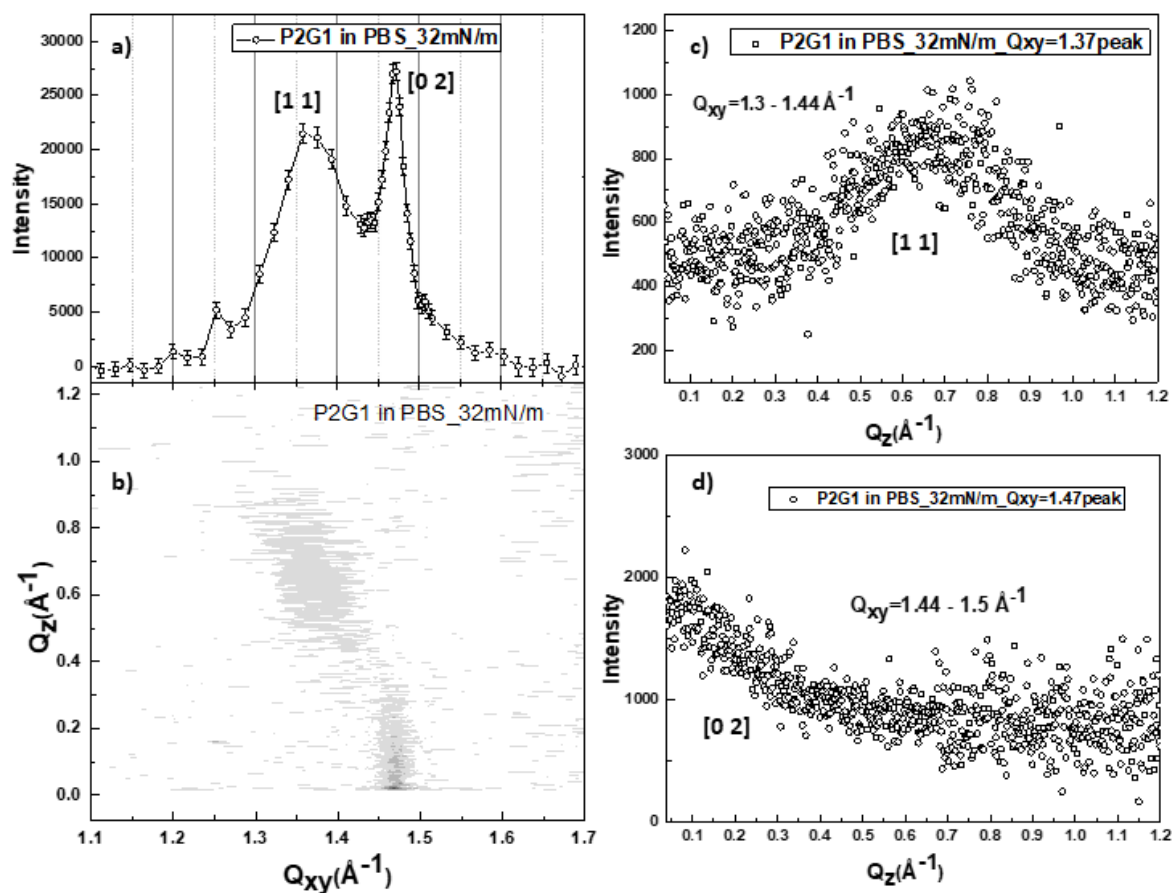 a)
P2G1 in PBS_32mN/m
[1 1]
[0 2]
Intensity
30000
25000
20000
15000
10000
5000
0
b)
P2G1 in PBS_32mN/m
Qz(Å-1)
1.2
1.0
0.8
0.6
0.4
0.2
0.0
1.1 1.2 1.3 1.4 1.5 1.6 1.7
Qxy(Å-1)
c)
P2G1 in PBS_32mN/m_Qxy=1.37peak
Qxy=1.3 - 1.44 Å-1
[1 1]
Intensity
1200
1000
800
600
400
200
0.1 0.2 0.3 0.4 0.5 0.6 0.7 0.8 0.9 1.0 1.1 1.2
Qz(Å-1)
d)
P2G1 in PBS_32mN/m_Qxy=1.47peak
Qxy=1.44 - 1.5 Å-1
[0 2]
Intensity
3000
2000
1000
0
0.1 0.2 0.3 0.4 0.5 0.6 0.7 0.8 0.9 1.0 1.1 1.2
Qz(Å-1)